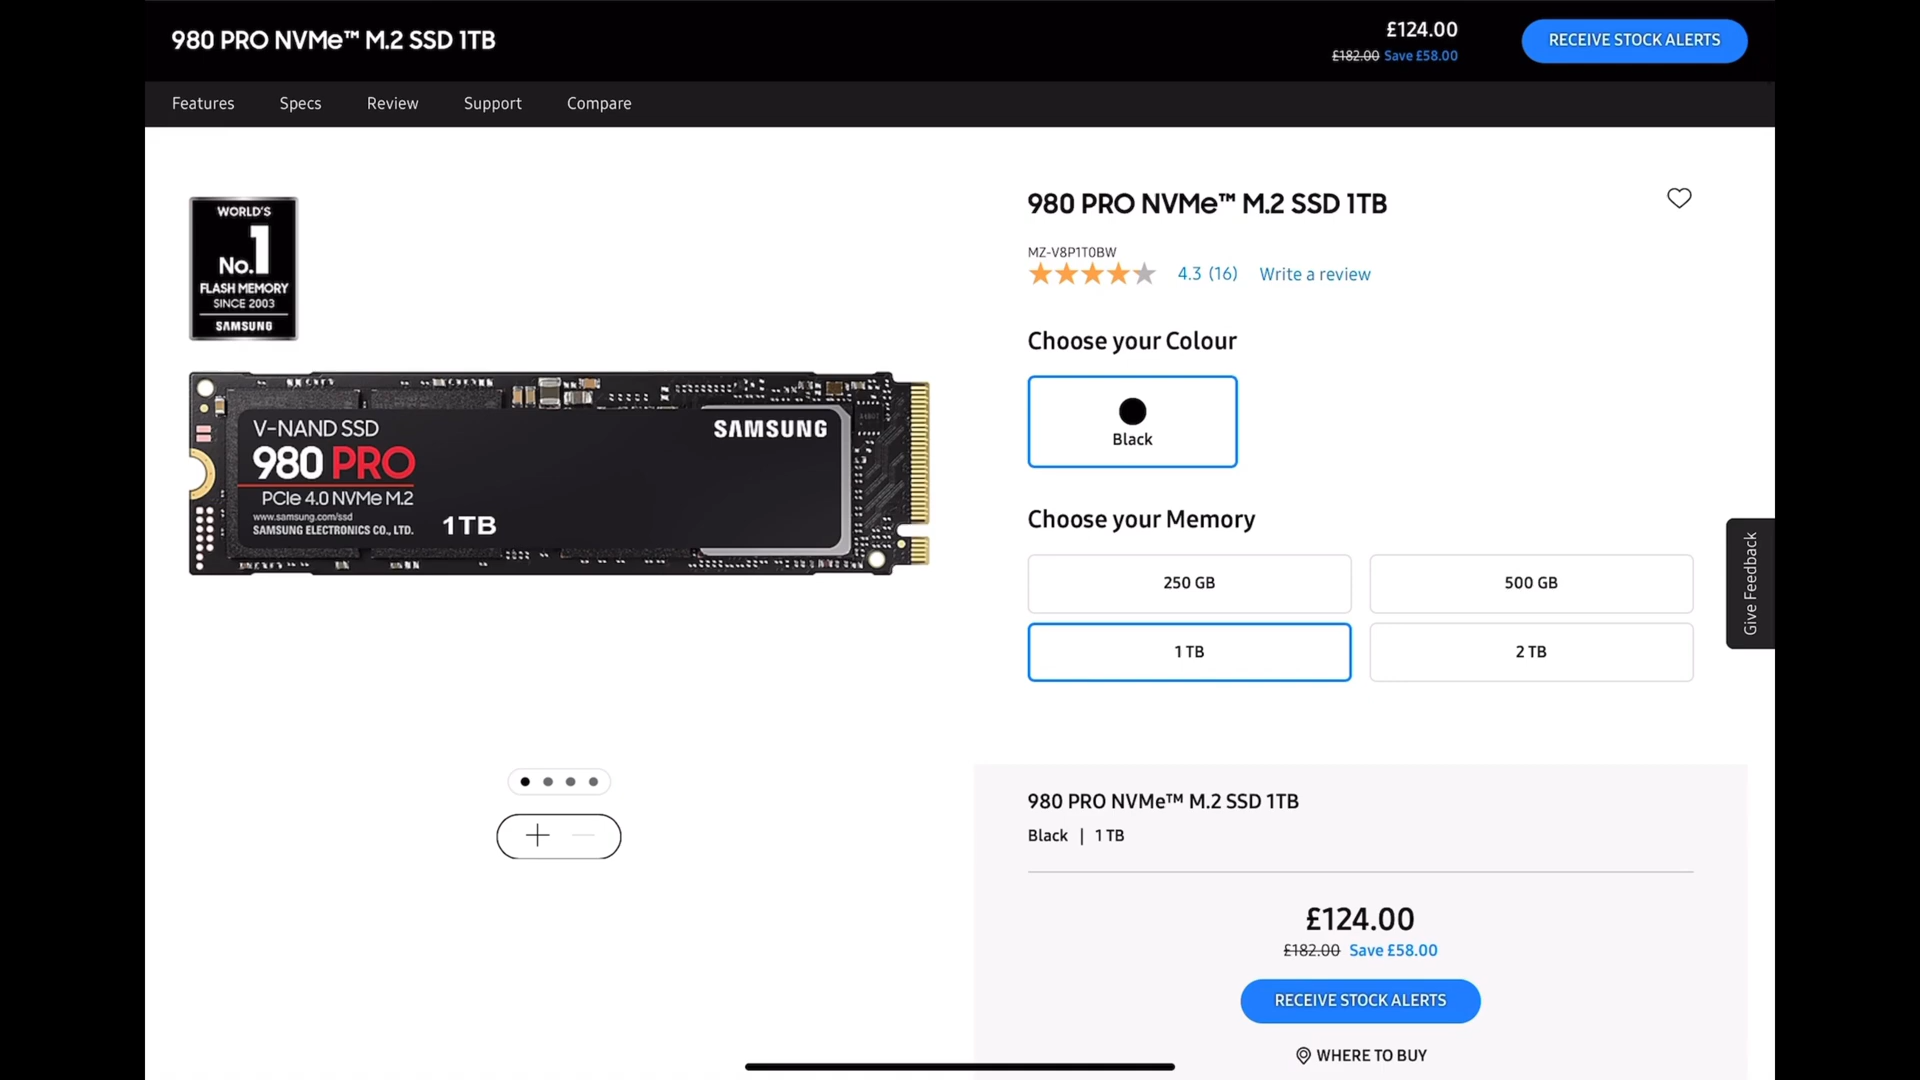 980 PRO NVMe™ M.2 SSD 1TB
£124.00
£182.00 Save £58.00
RECEIVE STOCK ALERTS
Features Specs Review Support Compare
WORLD'S
No.1
FLASH MEMORY
SINCE 2003
SAMSUNG
V-NAND SSD
980 PRO
PCIe 4.0 NVMe M.2
www.samsung.com/ssd
SAMSUNG ELECTRONICS CO., LTD.
1TB
SAMSUNG
980 PRO NVMe™ M.2 SSD 1TB
MZ-V8P1T0BW
4.3 (16) Write a review
Choose your Colour
Black
Choose your Memory
250 GB
500 GB
1 TB
2 TB
Give Feedback
980 PRO NVMe™ M.2 SSD 1TB
Black | 1 TB
£124.00
£182.00 Save £58.00
RECEIVE STOCK ALERTS
WHERE TO BUY